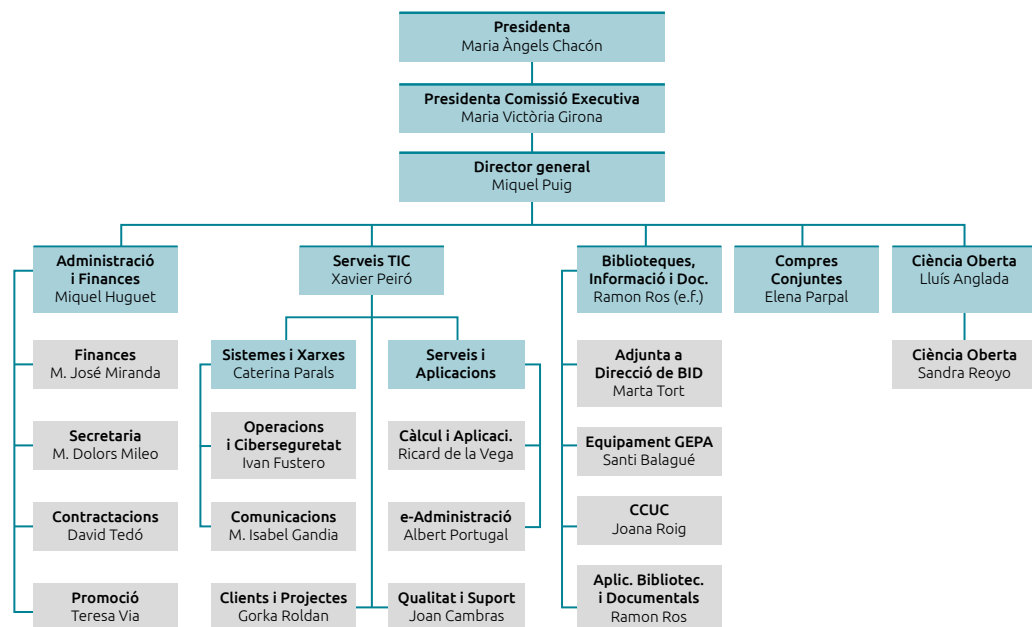 Presidenta
Maria Àngels Chacón
Presidenta Comissió Executiva
Maria Victòria Girona
Director general
Miquel Puig
Administració
i Finances
Miquel Huguet
Finances
M. José Miranda
Secretaria
M. Dolors Mileo
Contractacions
David Tedó
Promoció
Teresa Via
Serveis TIC
Xavier Peiró
Sistemes i Xarxes
Caterina Parals
Operacions
i Ciberseguretat
Ivan Fustero
Comunicacions
M. Isabel Gandia
Serveis i
Aplicacions
Càlcul i Aplicaci.
Ricard de la Vega
e-Administració
Albert Portugal
Clients i Projectes
Gorka Roldan
Qualitat i Suport
Joan Cambras
Biblioteques,
Informació i Doc.
Ramon Ros (e.f.)
Adjunta a
Direcció de BID
Marta Tort
Equipament GEPA
Santi Balagué
CCUC
Joana Roig
Aplic. Bibliotec.
i Documentals
Ramon Ros
Compres
Conjuntes
Elena Parpal
Ciència Oberta
Lluís Anglada
Ciència Oberta
Sandra Reoyo